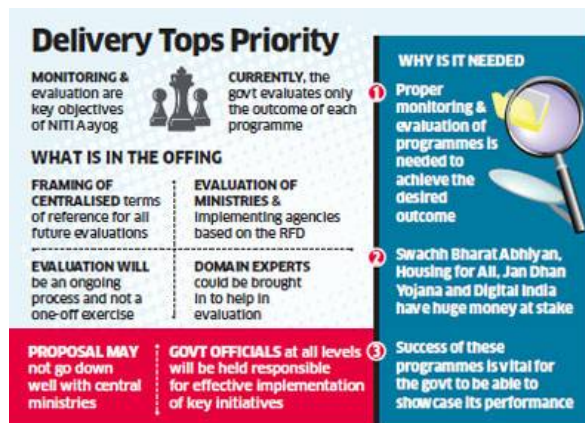 Delivery Tops Priority
MONITORING &
evaluation are
key objectives
of NITI Aayog
CURRENTLY, the
govt evaluates only
the outcome of each
programme
WHAT IS IN THE OFFING
FRAMING OF
CENTRALISED terms
of reference for all
future evaluations
EVALUATION OF
MINISTRIES &
implementing agencies
based on the RFD
EVALUATION WILL
be an ongoing
process and not a
one-off exercise
DOMAIN EXPERTS
could be brought
in to help in
evaluation
PROPOSAL MAY
not go down
well with central
ministries
GOVT OFFICIALS at all levels
will be held responsible
for effective implementation
of key initiatives
WHY IS IT NEEDED
1 Proper
monitoring &
evaluation of
programmes is
needed to
achieve the
desired
outcome
2 Swachh Bharat Abhiyan,
Housing for All, Jan Dhan
Yojana and Digital India
have huge money at stake
3 Success of these
programmes is vital for
the govt to be able to
showcase its performance